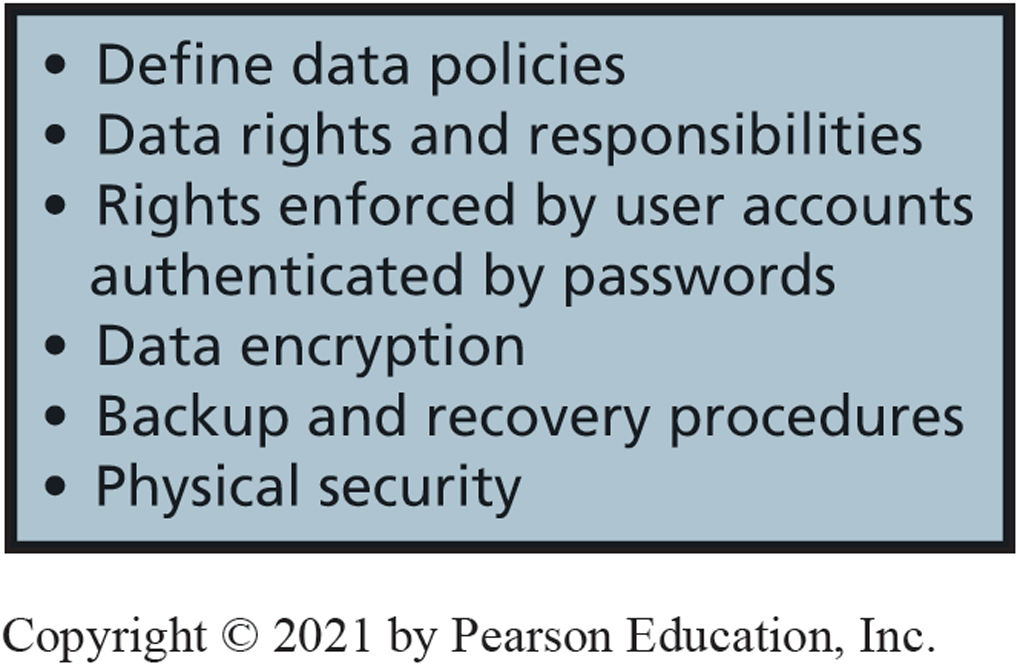 • Define data policies
• Data rights and responsibilities
• Rights enforced by user accounts
authenticated by passwords
• Data encryption
• Backup and recovery procedures
• Physical security
Copyright © 2021 by Pearson Education, Inc.